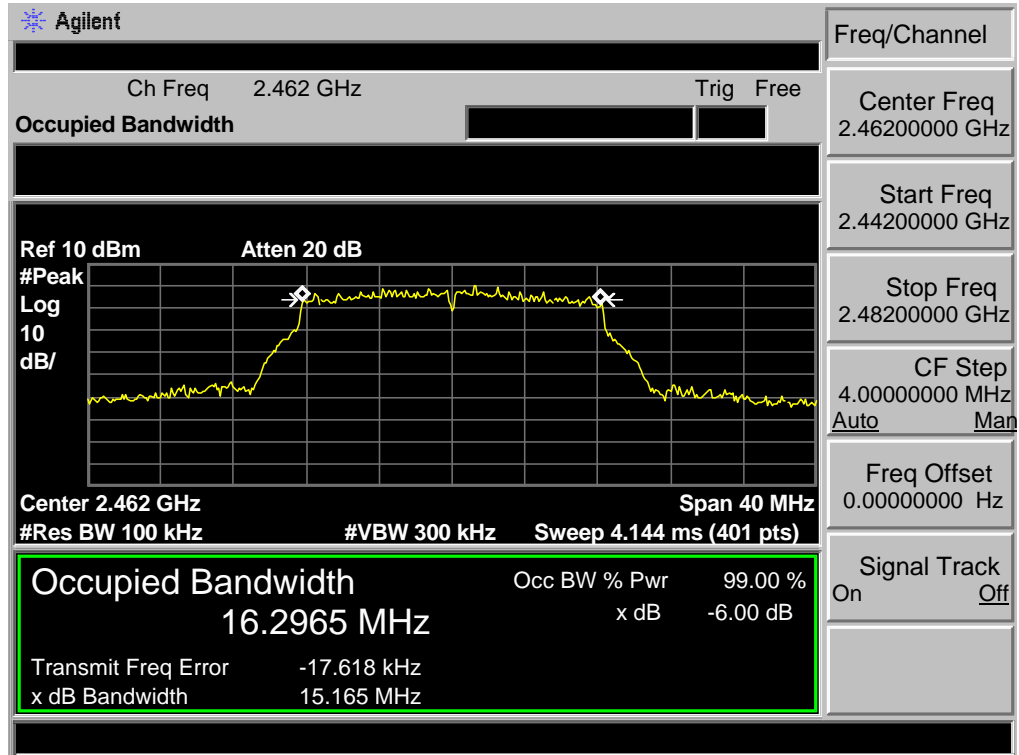 Agilent
Freq/Channel
Ch Freq 2.462 GHz Trig Free
Occupied Bandwidth
Center Freq
2.46200000 GHz
Start Freq
2.44200000 GHz
Ref 10 dBm Atten 20 dB
#Peak
Log
10
dB/
Stop Freq
2.48200000 GHz
CF Step
4.00000000 MHz
Auto Man
Freq Offset
0.00000000 Hz
Center 2.462 GHz Span 40 MHz
#Res BW 100 kHz #VBW 300 kHz Sweep 4.144 ms (401 pts)
Signal Track
On Off
Occupied Bandwidth Occ BW % Pwr 99.00 %
16.2965 MHz x dB -6.00 dB
Transmit Freq Error -17.618 kHz
x dB Bandwidth 15.165 MHz